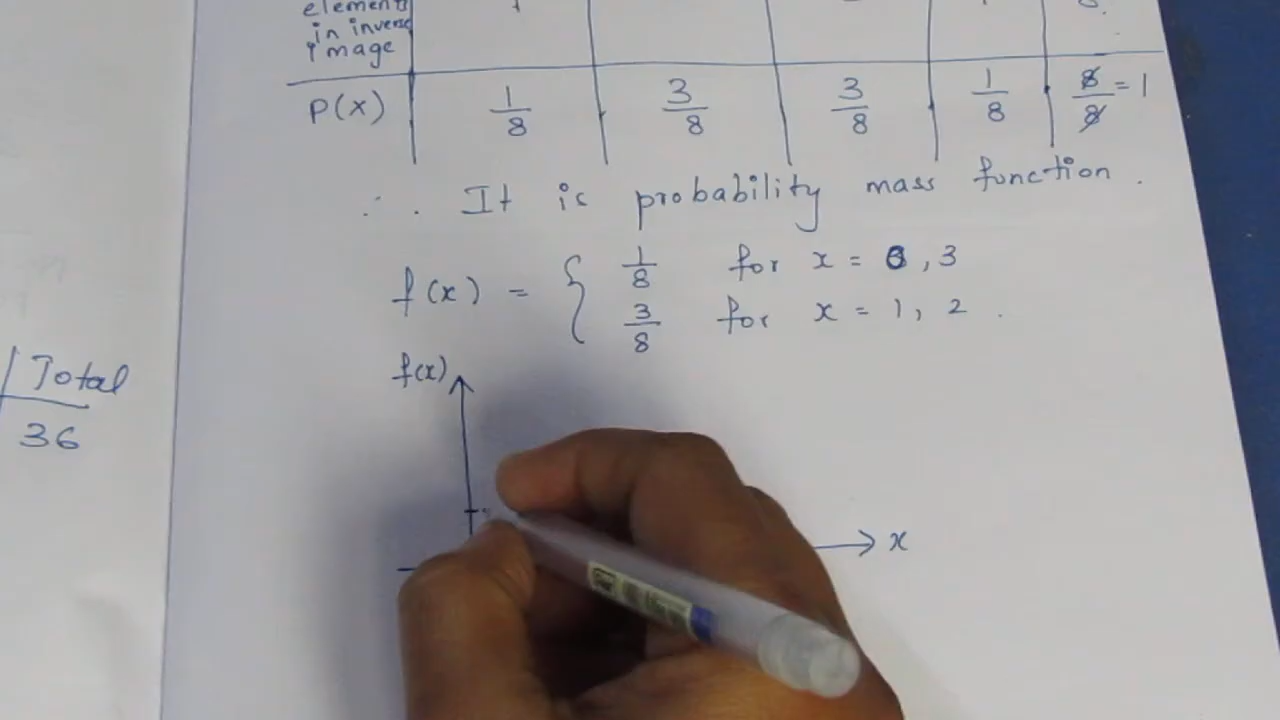 elements
in inverse
image
P(x) 1/8 3/8 3/8 1/8 8/8 = 1
∴ It is probability mass function.
f(x) = { 1/8 for x = 0, 3
3/8 for x = 1, 2.
f(x)
x
Total
36